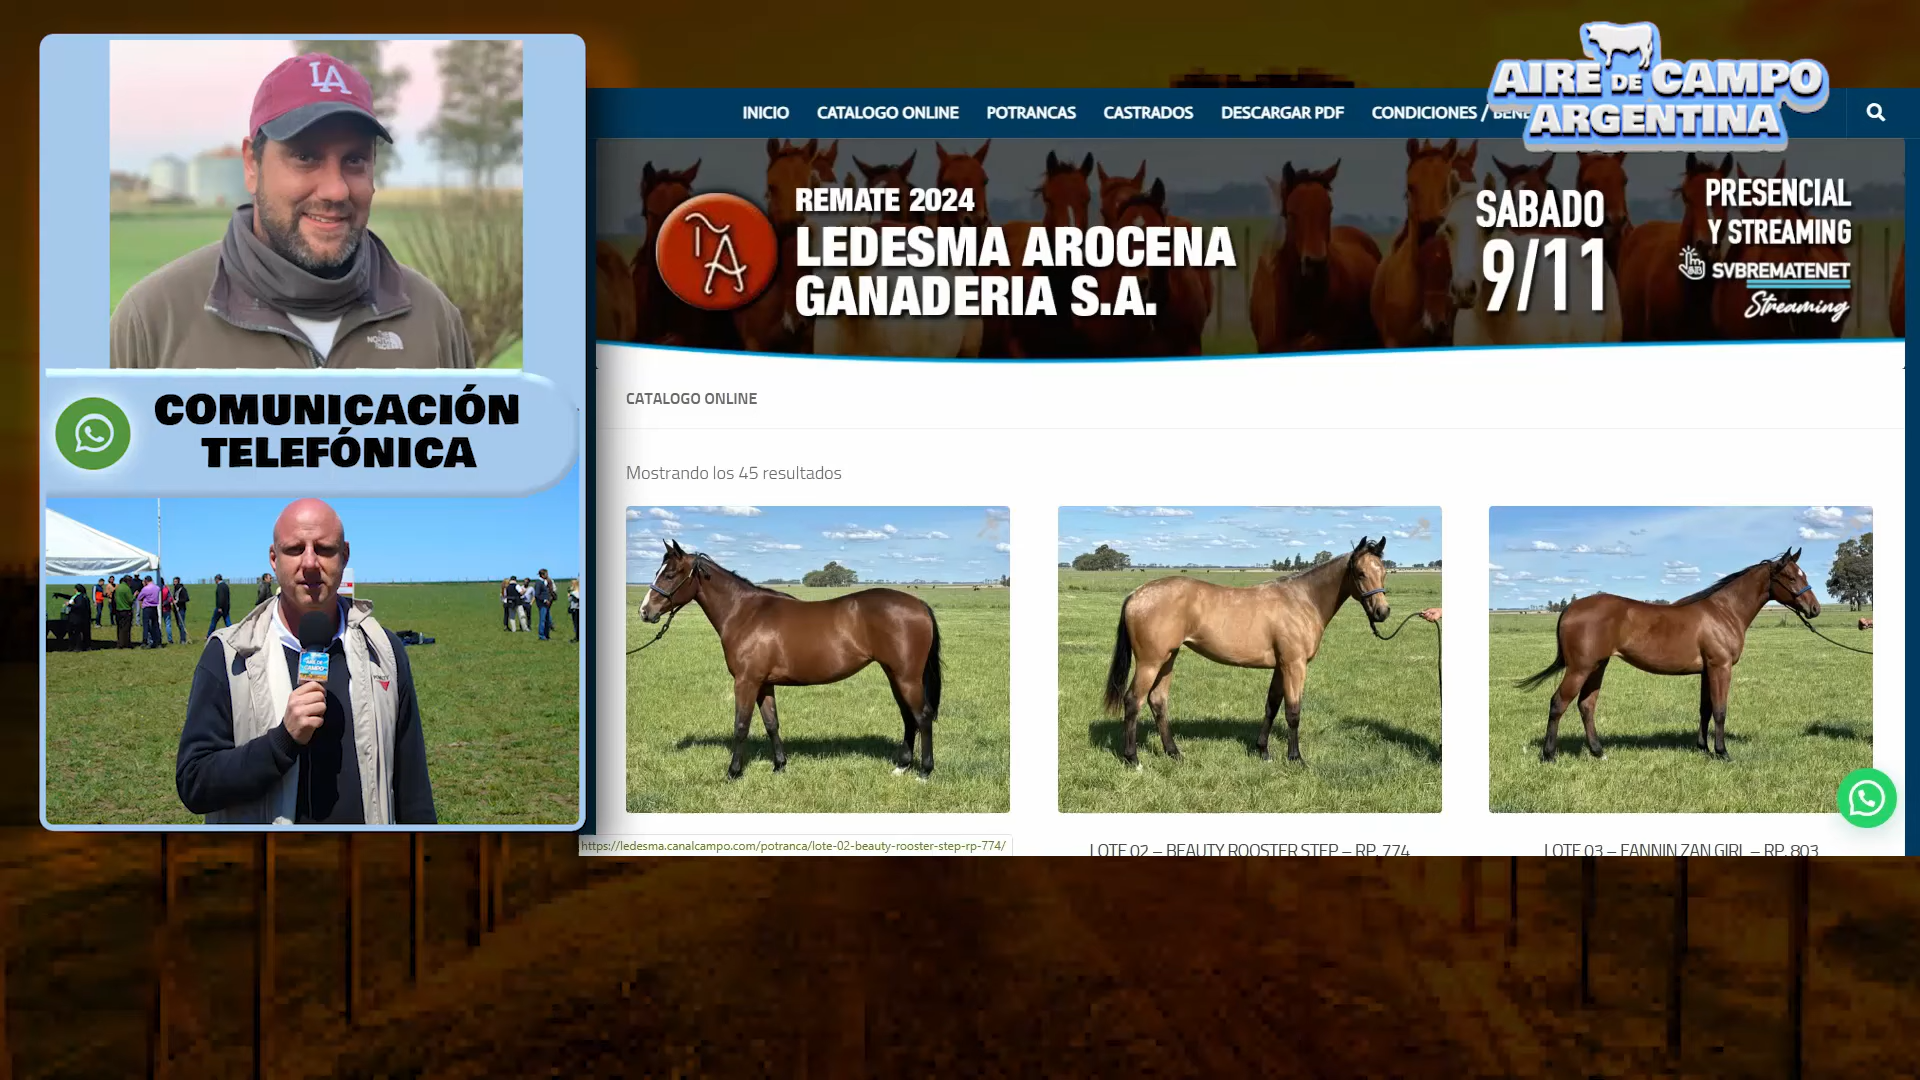 AIRE DE CAMPO
ARGENTINA
LA
COMUNICACIÓN
TELEFÓNICA
INICIO
CATALOGO ONLINE
POTRANCAS
CASTRADOS
DESCARGAR PDF
CONDICIONES / BENE
REMATE 2024
LEDESMA AROCENA
GANADERIA S.A.
SABADO
9/11
PRESENCIAL
Y STREAMING
SVBREMATENET
Streaming
CATALOGO ONLINE
Mostrando los 45 resultados
https://ledesma.canalcampo.com/potranca/lote-02-beauty-rooster-step-rp-774/
LOTE 02 – BEAUTY ROOSTER STEP – RP. 774
LOTE 03 – FANNIN ZAN GIRL – RP. 803